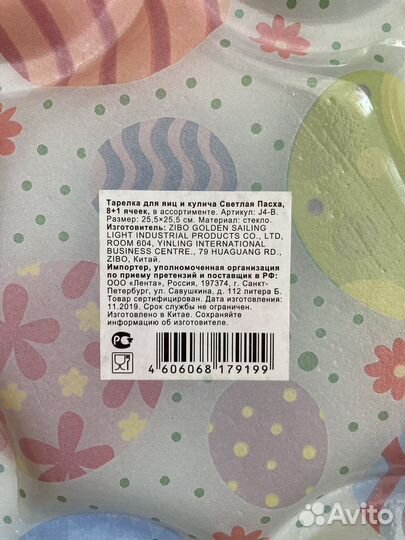 Тарелка для яиц и кулича Светлая Пасха,
8+1 ячеек, в ассортименте. Артикул: J4-B.
Размер: 25,5×25,5 см. Материал: стекло.
Изготовитель: ZIBO GOLDEN SAILING
LIGHT INDUSTRIAL PRODUCTS CO., LTD,
ROOM 604, YINLING INTERNATIONAL
BUSINESS CENTRE., 79 HUAGUANG RD.,
ZIBO, Китай.
Импортер, уполномоченная организация
по приему претензий и поставщик в РФ:
ООО «Лента», Россия, 197374, г. Санкт-
Петербург, ул. Савушкина, д. 112 литера Б.
Товар сертифицирован. Дата изготовления:
11.2019. Срок службы не ограничен.
Изготовлено в Китае. Сохраняйте
информацию об изготовителе.
4 606068 179199
Avito